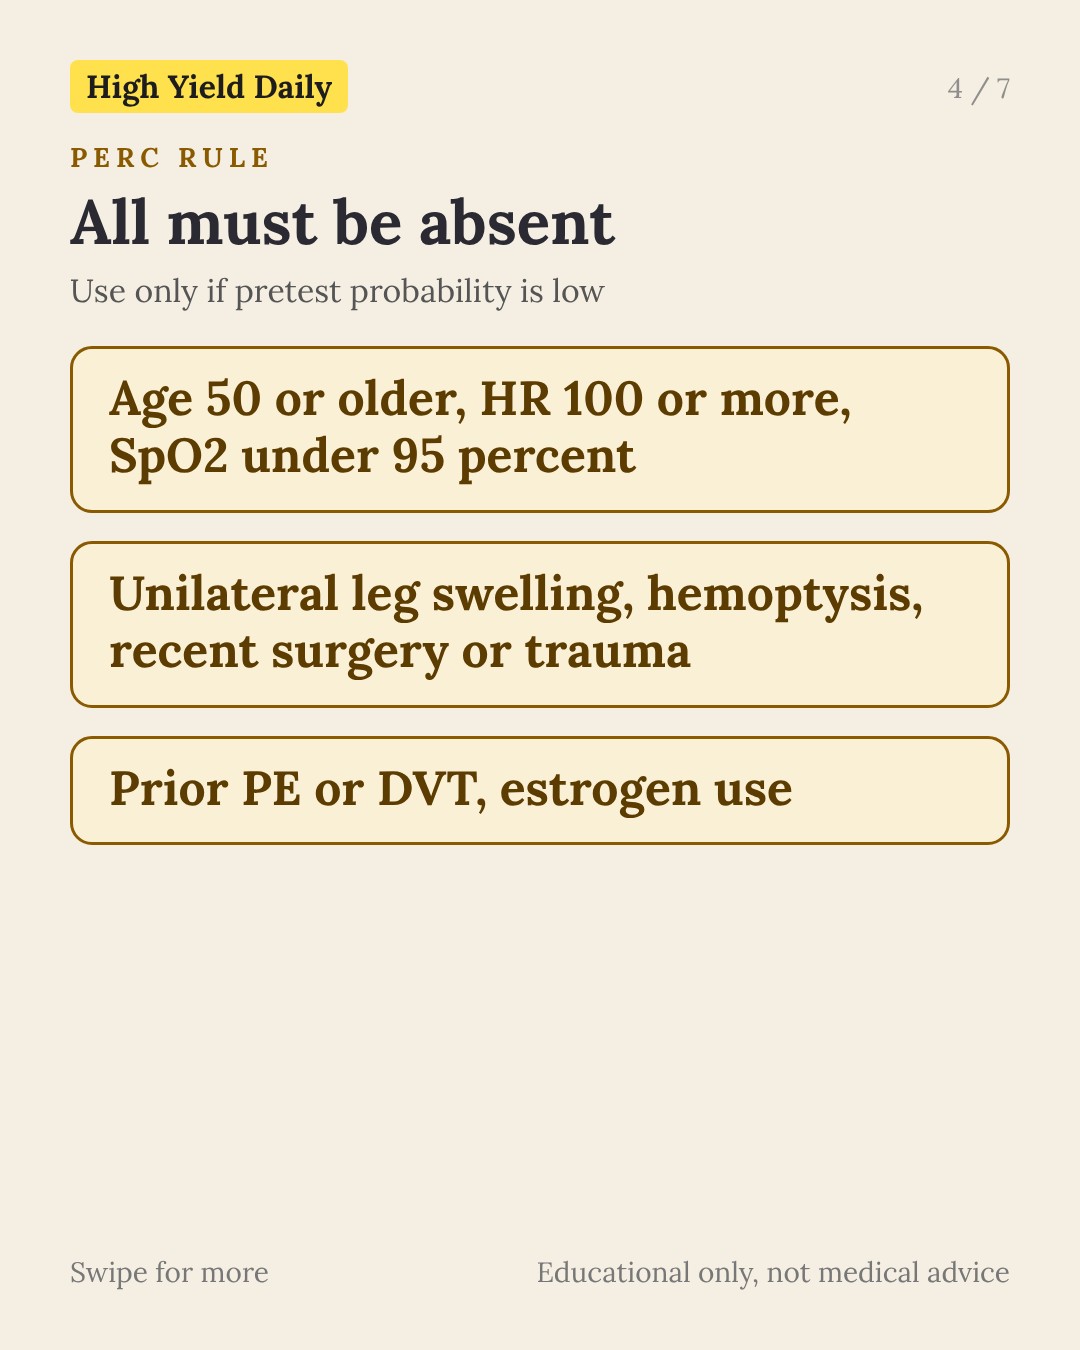 High Yield Daily
4 / 7
PERC RULE
All must be absent
Use only if pretest probability is low
Age 50 or older, HR 100 or more,
SpO2 under 95 percent
Unilateral leg swelling, hemoptysis,
recent surgery or trauma
Prior PE or DVT, estrogen use
Swipe for more
Educational only, not medical advice